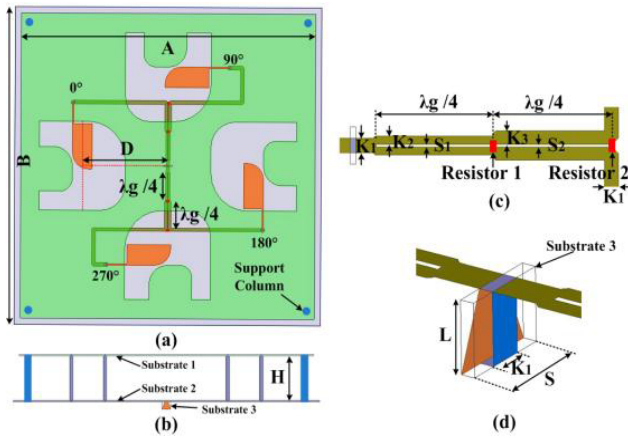 A
90°
0°
B
D
λg /4
λg /4
180°
270°
Support
Column
(a)
Substrate 1
H
Substrate 2
Substrate 3
(b)
λg /4
λg /4
K1
K2
S1
K3
S2
Resistor 1
Resistor 2
K1
(c)
Substrate 3
L
K1
S
(d)